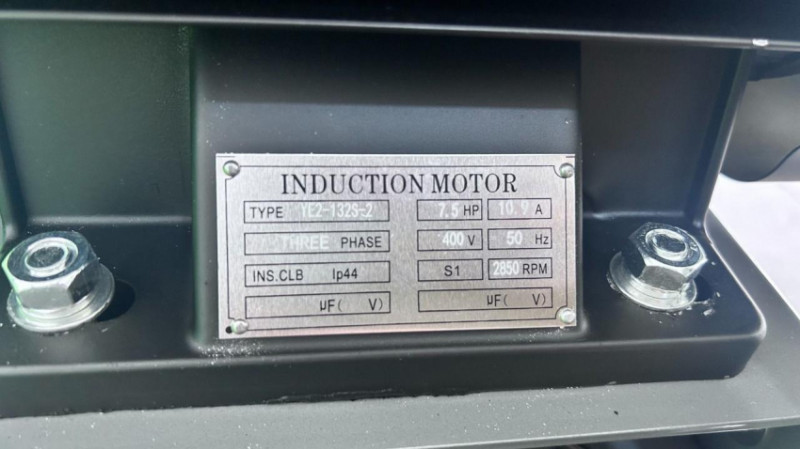 INDUCTION MOTOR
TYPE YE2-132S-2 7.5 HP 10.9 A
THREE PHASE 400 V 50 Hz
INS.CLB Ip44 S1 2850 RPM
μF( V) μF( V)